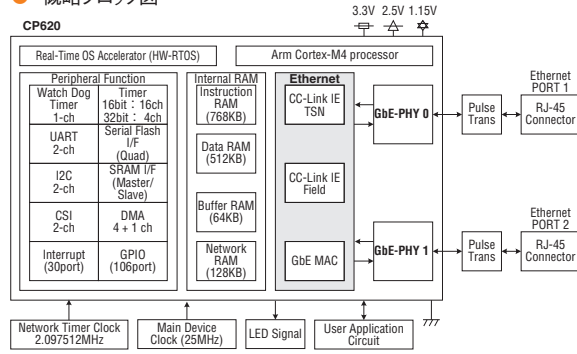 概略ブロック図
3.3V 2.5V 1.15V
CP620
Real-Time OS Accelerator (HW-RTOS)
Arm Cortex-M4 processor
Peripheral Function
Watch Dog
Timer
1-ch
Timer
16bit : 16ch
32bit : 4ch
UART
2-ch
Serial Flash
I/F
(Quad)
I2C
2-ch
SRAM I/F
(Master/
Slave)
CSI
2-ch
DMA
4 + 1 ch
Interrupt
(30port)
GPIO
(106port)
Internal RAM
Instruction
RAM
(768KB)
Data RAM
(512KB)
Buffer RAM
(64KB)
Network
RAM
(128KB)
Ethernet
CC-Link IE
TSN
CC-Link IE
Field
GbE MAC
GbE-PHY 0
GbE-PHY 1
Pulse
Trans
Ethernet
PORT 1
RJ-45
Connector
Pulse
Trans
Ethernet
PORT 2
RJ-45
Connector
Network Timer Clock
2.097512MHz
Main Device
Clock (25MHz)
LED Signal
User Application
Circuit